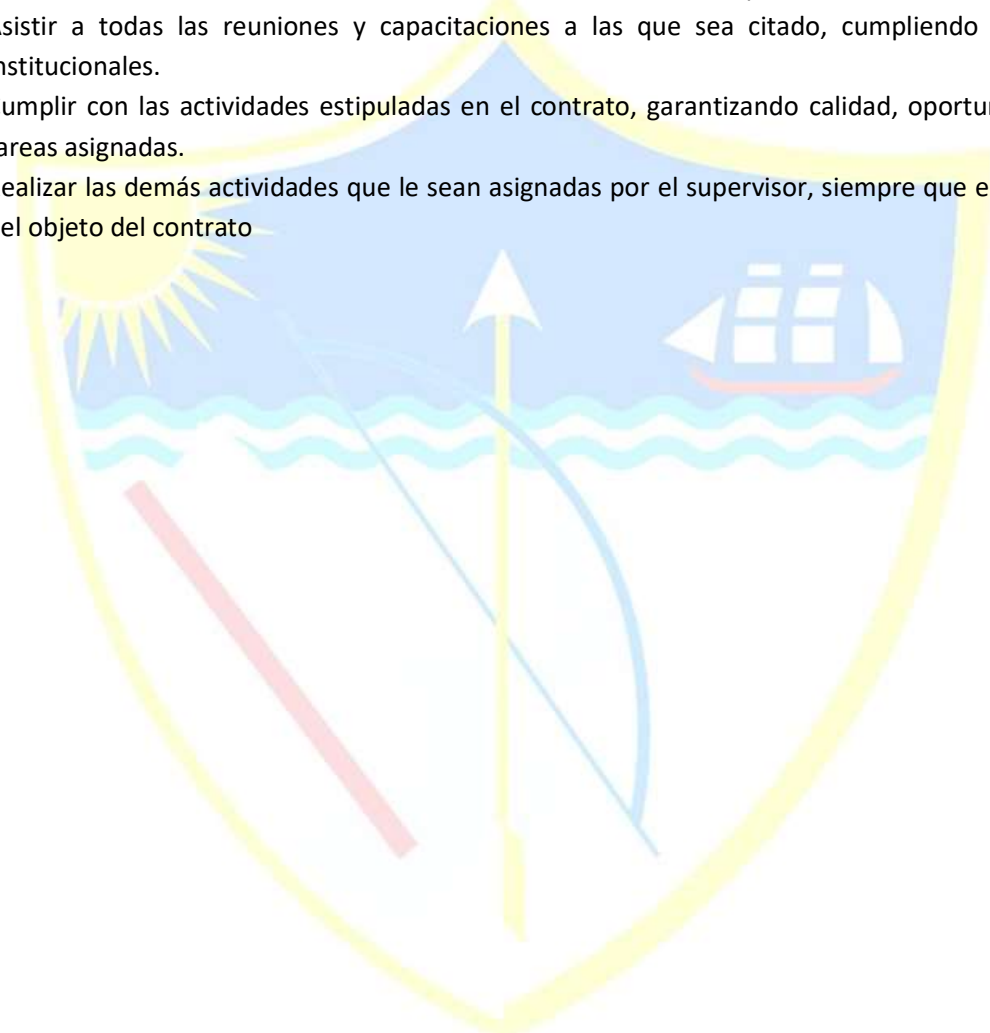 sistir a todas las reuniones y capacitaciones a las que sea citado, cumpliendo
nstitucionales.
umplir con las actividades estipuladas en el contrato, garantizando calidad, oportu
areas asignadas.
ealizar las demás actividades que le sean asignadas por el supervisor, siempre que e
el objeto del contrato